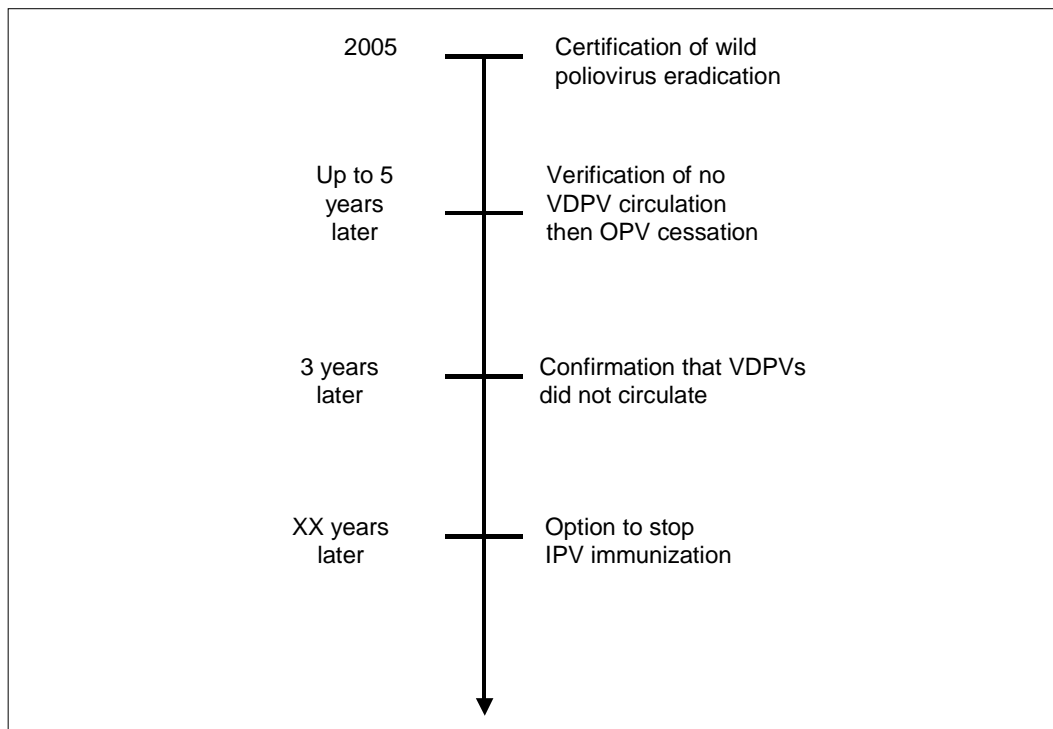 2005
Certification of wild
poliovirus eradication
Up to 5
years
later
Verification of no
VDPV circulation
then OPV cessation
3 years
later
Confirmation that VDPVs
did not circulate
XX years
later
Option to stop
IPV immunization